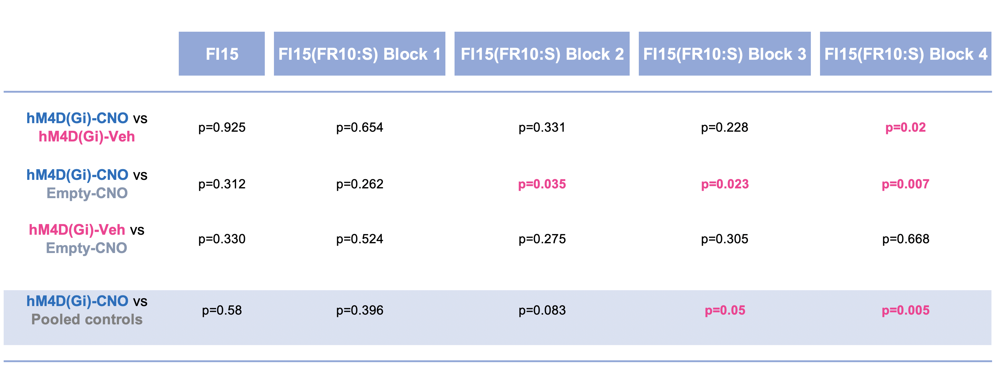 FI15 FI15(FR10:S) Block 1 FI15(FR10:S) Block 2 FI15(FR10:S) Block 3 FI15(FR10:S) Block 4
hM4D(Gi)-CNO vs
hM4D(Gi)-Veh
p=0.925 p=0.654 p=0.331 p=0.228 p=0.02
hM4D(Gi)-CNO vs
Empty-CNO
p=0.312 p=0.262 p=0.035 p=0.023 p=0.007
hM4D(Gi)-Veh vs
Empty-CNO
p=0.330 p=0.524 p=0.275 p=0.305 p=0.668
hM4D(Gi)-CNO vs
Pooled controls
p=0.58 p=0.396 p=0.083 p=0.05 p=0.005